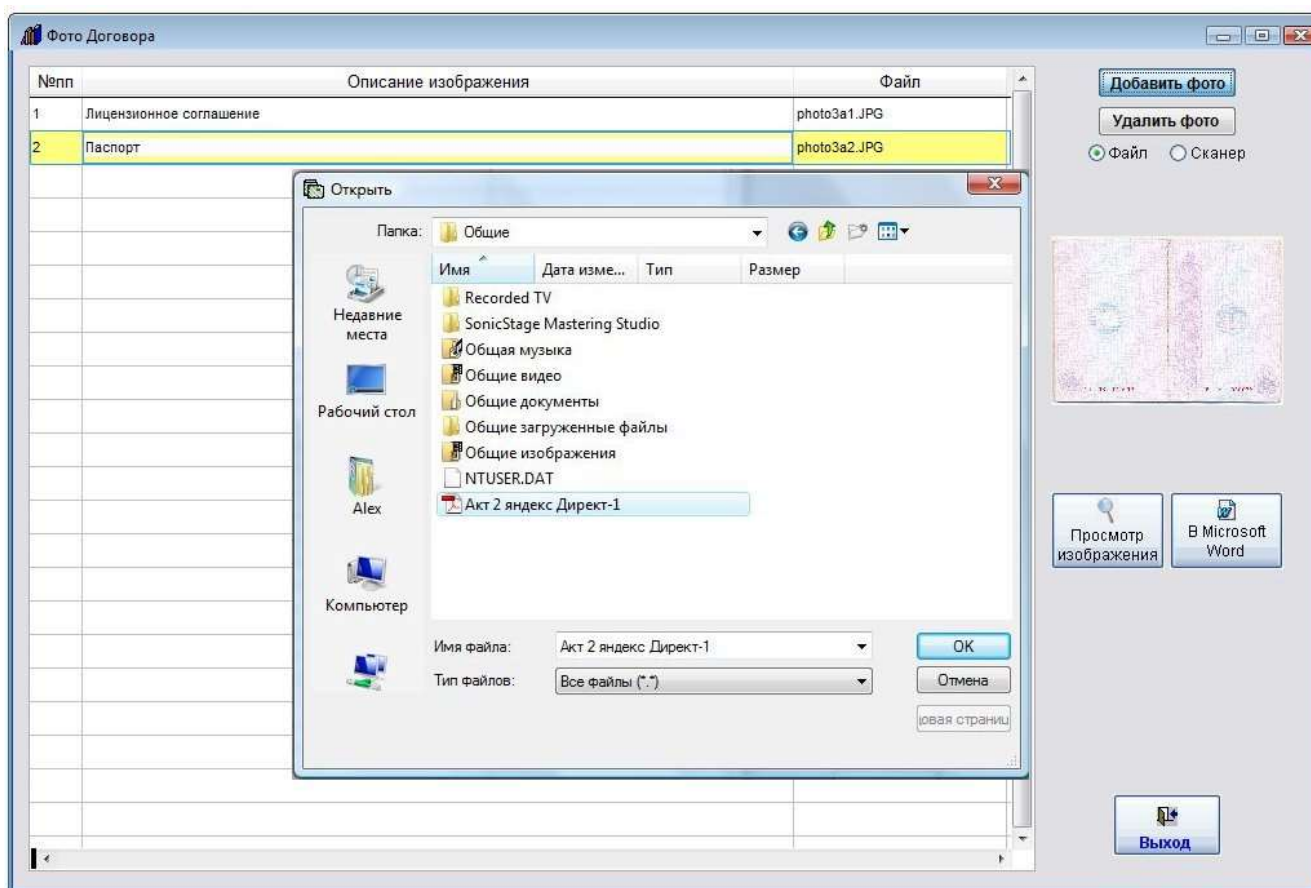 Фото Договора
№пп Описание изображения Файл
1 Лицензионное соглашение photo3a1.JPG
2 Паспорт photo3a2.JPG
Добавить фото
Удалить фото
Файл Сканер
Открыть
Папка: Общие
Имя Дата изме... Тип Размер
Недавние
места
Рабочий стол
Alex
Компьютер
Recorded TV
SonicStage Mastering Studio
Общая музыка
Общие видео
Общие документы
Общие загруженные файлы
Общие изображения
NTUSER.DAT
Акт 2 яндекс Директ-1
Имя файла: Акт 2 яндекс Директ-1
Тип файлов: Все файлы (*.*)
OK
Отмена
овая страниц
Просмотр
изображения
В Microsoft
Word
Выход